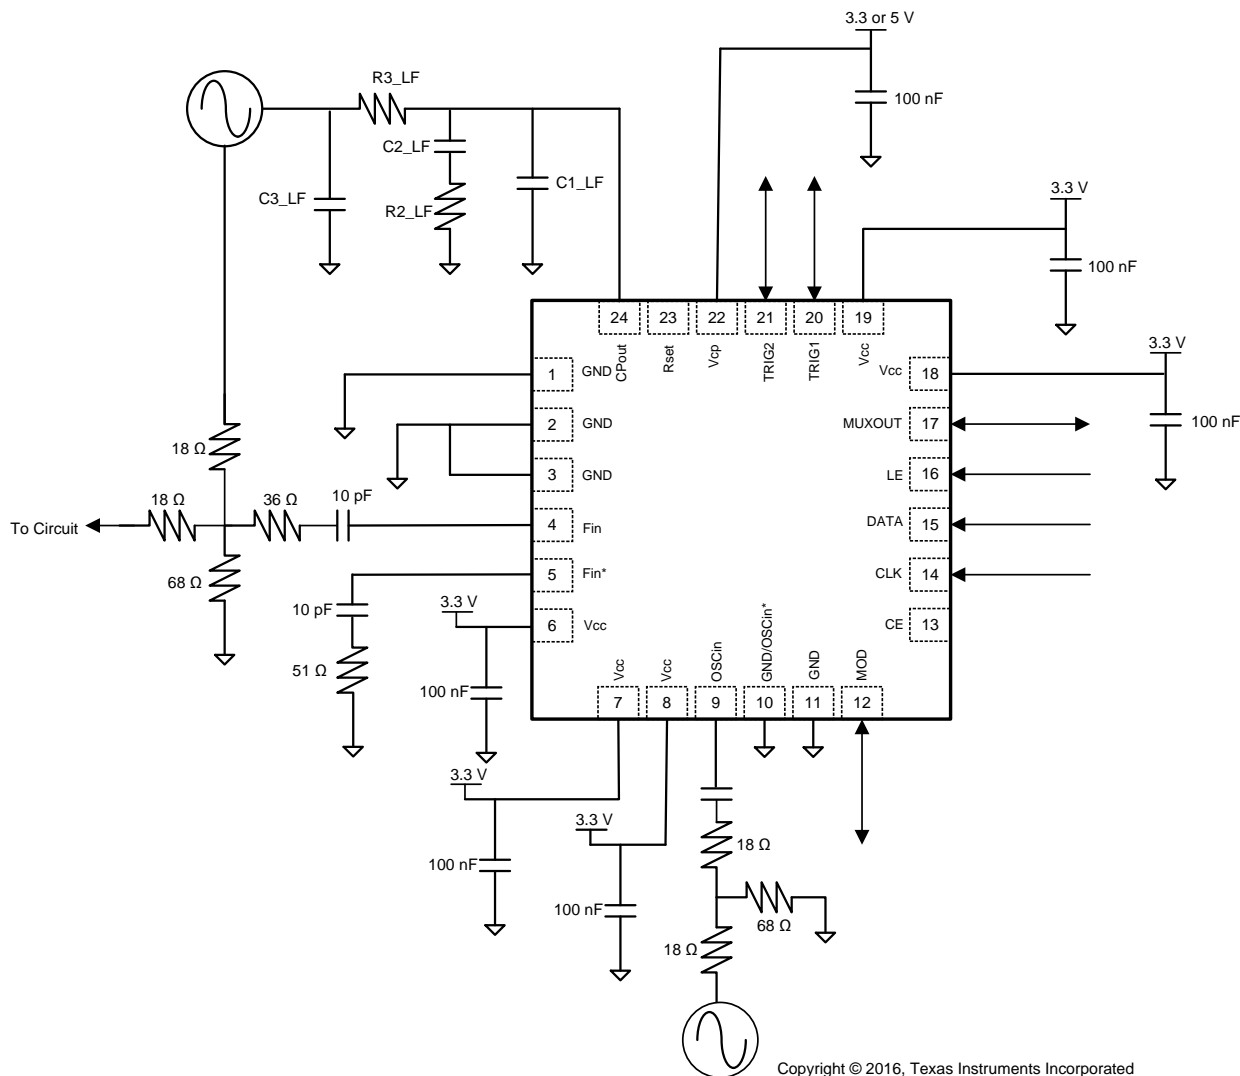 3.3 or 5 V
100 nF
R3_LF
C2_LF
C1_LF
C3_LF
R2_LF
3.3 V
100 nF
24
23
22
21
20
19
CPout
Rset
Vcp
TRIG2
TRIG1
Vcc
3.3 V
1
GND
Vcc
18
2
GND
MUXOUT
17
100 nF
18 Ω
3
GND
LE
16
18 Ω
36 Ω
10 pF
To Circuit
4
Fin
DATA
15
68 Ω
5
Fin*
CLK
14
10 pF
3.3 V
6
Vcc
CE
13
51 Ω
100 nF
Vcc
Vcc
OSCin
GND/OSCin*
GND
MOD
7
8
9
10
11
12
3.3 V
3.3 V
18 Ω
100 nF
100 nF
68 Ω
18 Ω
Copyright © 2016, Texas Instruments Incorporated